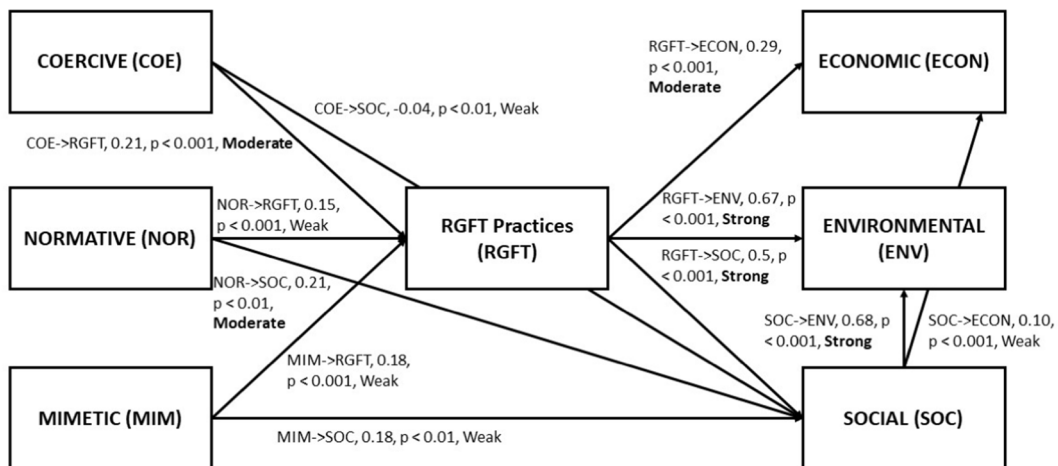 COERCIVE (COE)
COE->SOC, -0.04, p < 0.01, Weak
COE->RGFT, 0.21, p < 0.001, Moderate
RGFT->ECON, 0.29,
p < 0.001,
Moderate
ECONOMIC (ECON)
NORMATIVE (NOR)
NOR->RGFT, 0.15,
p < 0.001, Weak
NOR->SOC, 0.21,
p < 0.01,
Moderate
RGFT Practices
(RGFT)
RGFT->ENV, 0.67, p
< 0.001, Strong
RGFT->SOC, 0.5, p
< 0.001, Strong
ENVIRONMENTAL
(ENV)
SOC->ENV, 0.68, p
< 0.001, Strong
SOC->ECON, 0.10,
p < 0.001, Weak
MIM->RGFT, 0.18,
p < 0.001, Weak
MIMETIC (MIM)
MIM->SOC, 0.18, p < 0.01, Weak
SOCIAL (SOC)